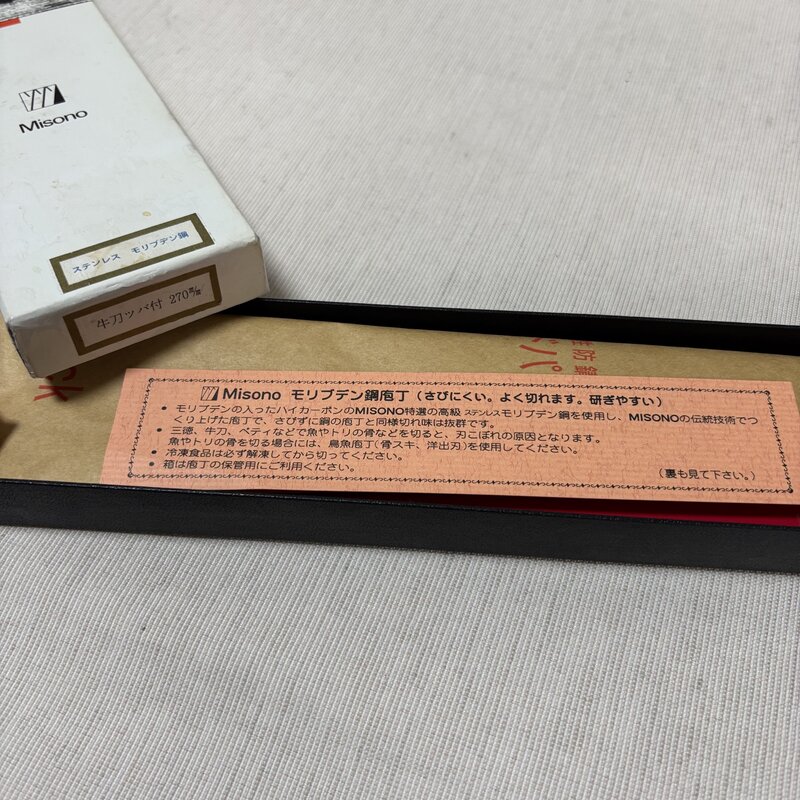 Misono
ステンレス モリブデン鋼
牛刀ツバ付 270㎜
ck
性防錆
ズパ
Misono モリブデン鋼庖丁（さびにくい。よく切れます。研ぎやすい）
● モリブデンの入ったハイカーボンのMISONO特選の高級ステンレスモリブデン鋼を使用し、MISONOの伝統技術でつ
くり上げた庖丁で、さびずに鋼の庖丁と同様切れ味は抜群です。
● 三徳、牛刀、ペティなどで魚やトリの骨などを切ると、刃こぼれの原因となります。
魚やトリの骨を切る場合には、鳥魚庖丁（骨スキ、洋出刃）を使用してください。
● 冷凍食品は必ず解凍してから切ってください。
● 箱は庖丁の保管用にご利用ください。
（裏も見て下さい。）